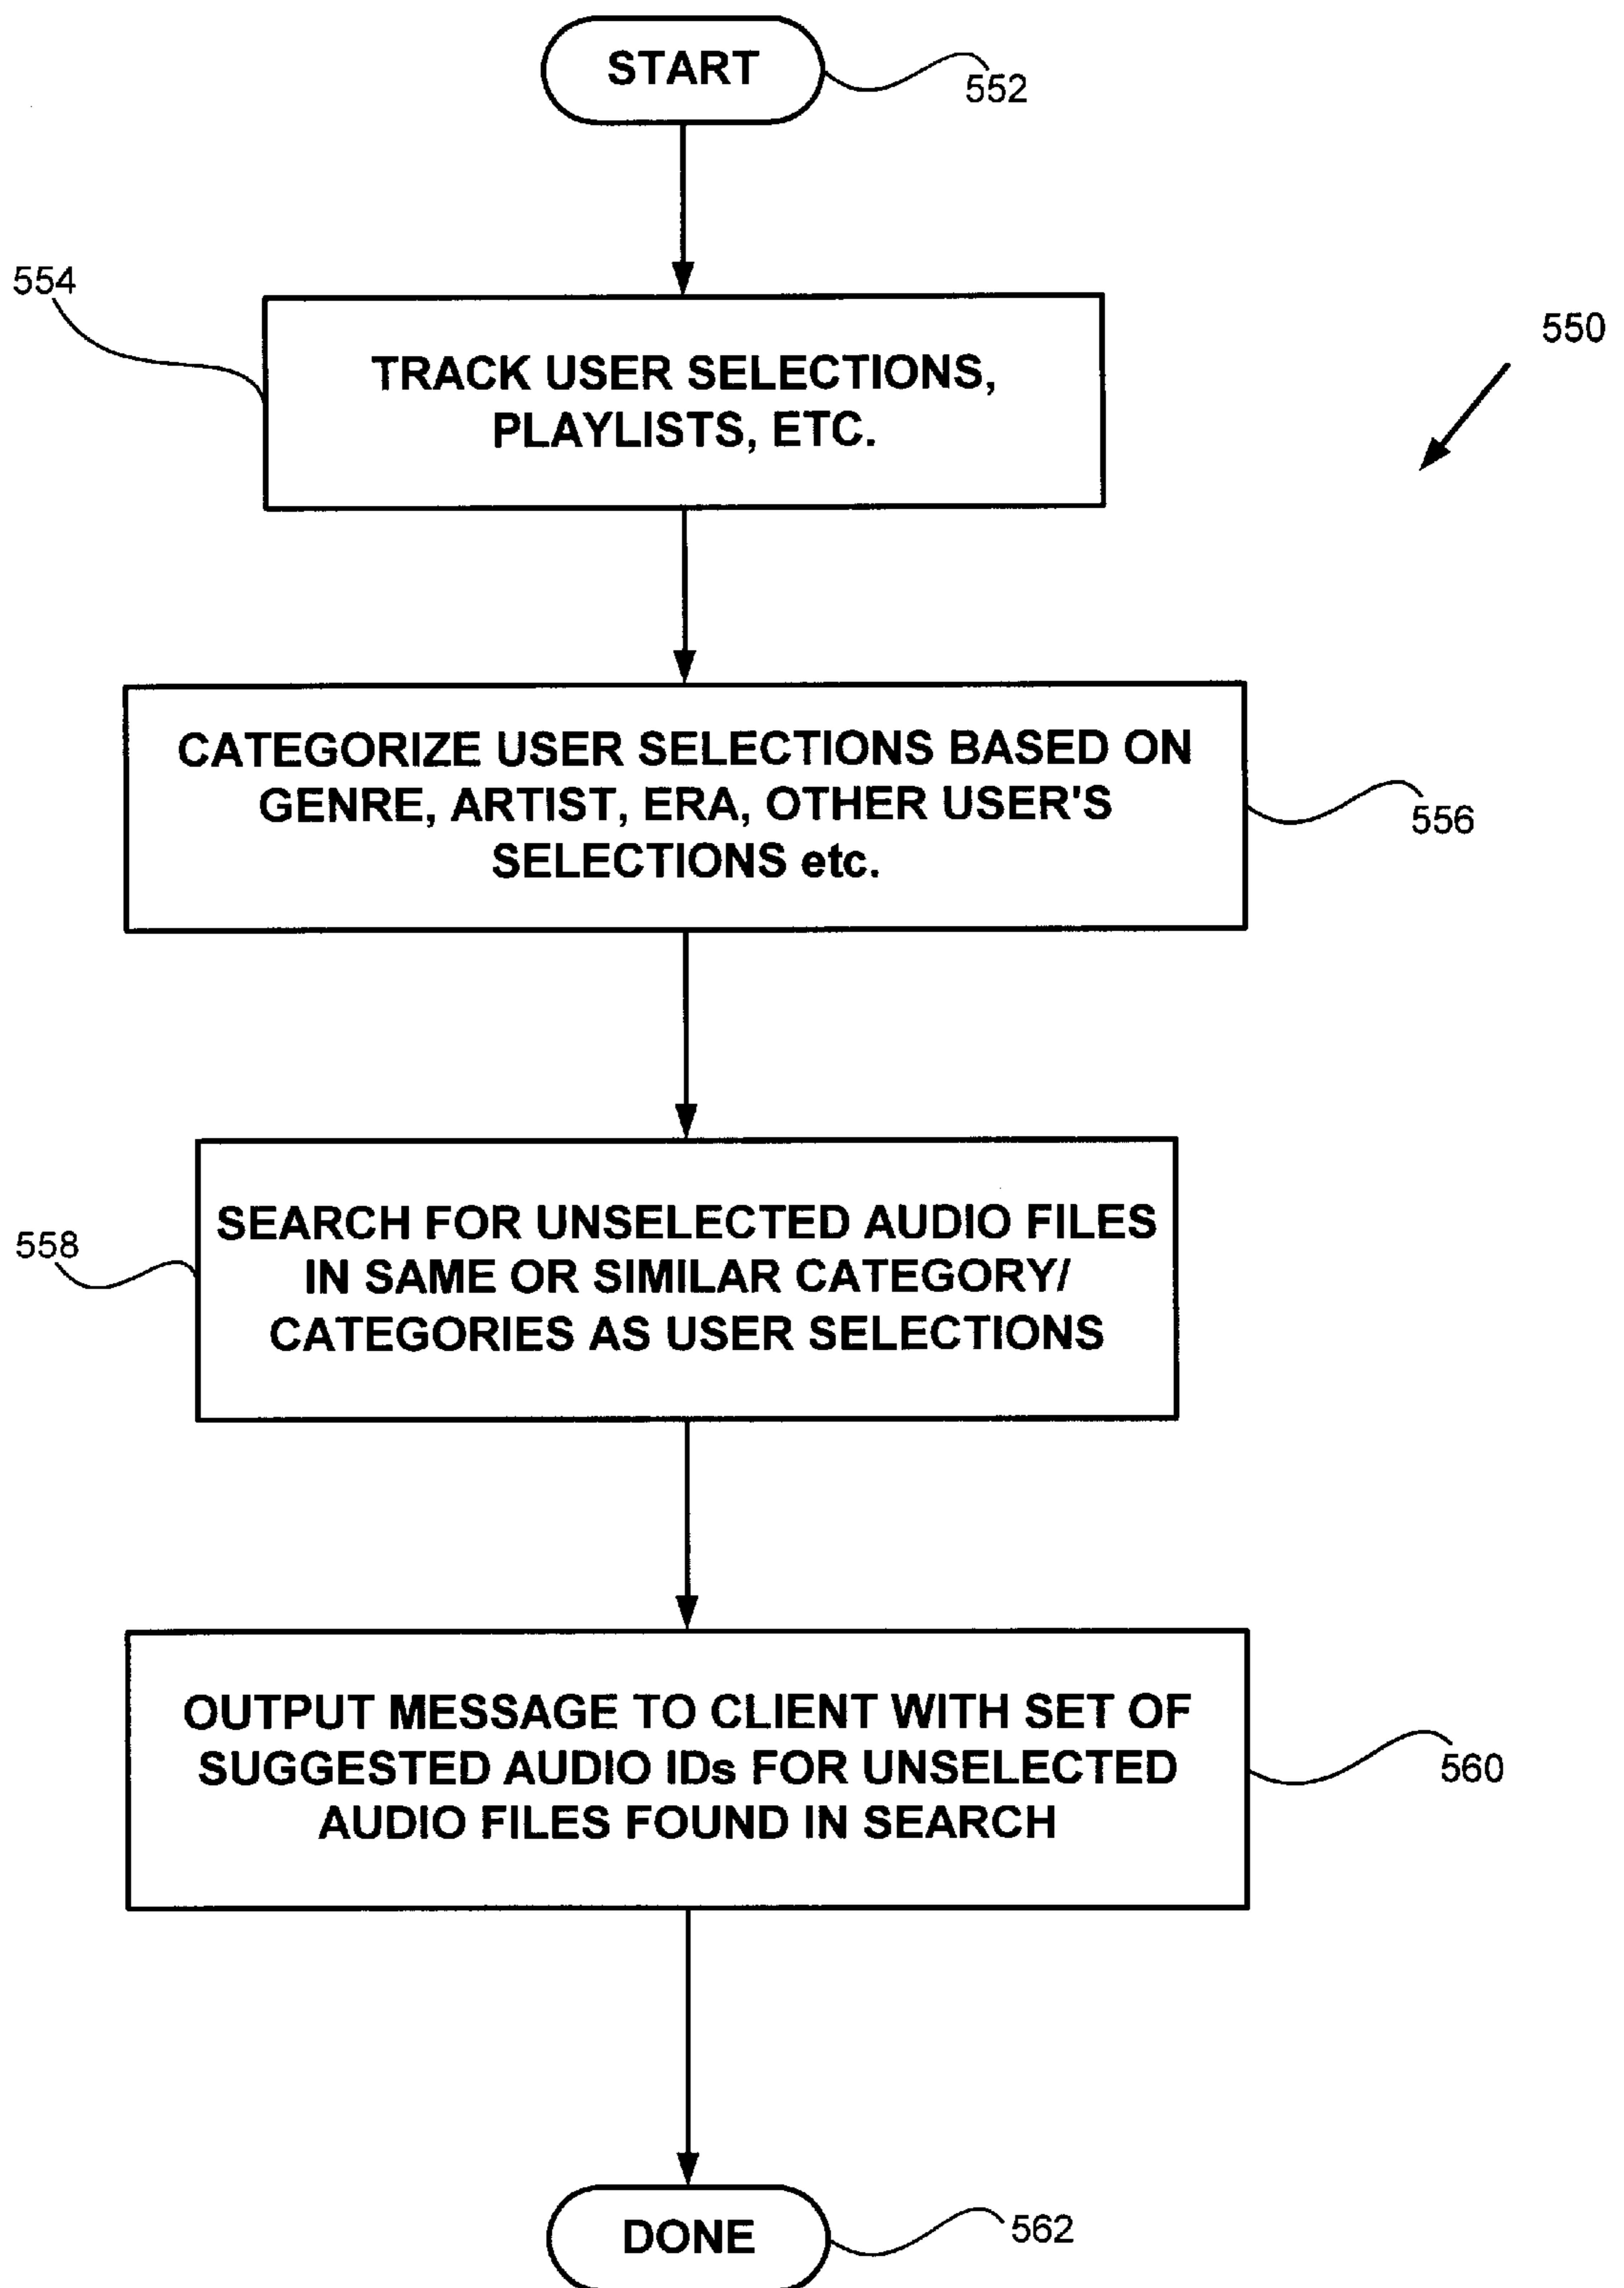 START
552
554
TRACK USER SELECTIONS,
PLAYLISTS, ETC.
550
CATEGORIZE USER SELECTIONS BASED ON
GENRE, ARTIST, ERA, OTHER USER'S
SELECTIONS etc.
556
558
SEARCH FOR UNSELECTED AUDIO FILES
IN SAME OR SIMILAR CATEGORY/
CATEGORIES AS USER SELECTIONS
OUTPUT MESSAGE TO CLIENT WITH SET OF
SUGGESTED AUDIO IDs FOR UNSELECTED
AUDIO FILES FOUND IN SEARCH
560
DONE
562